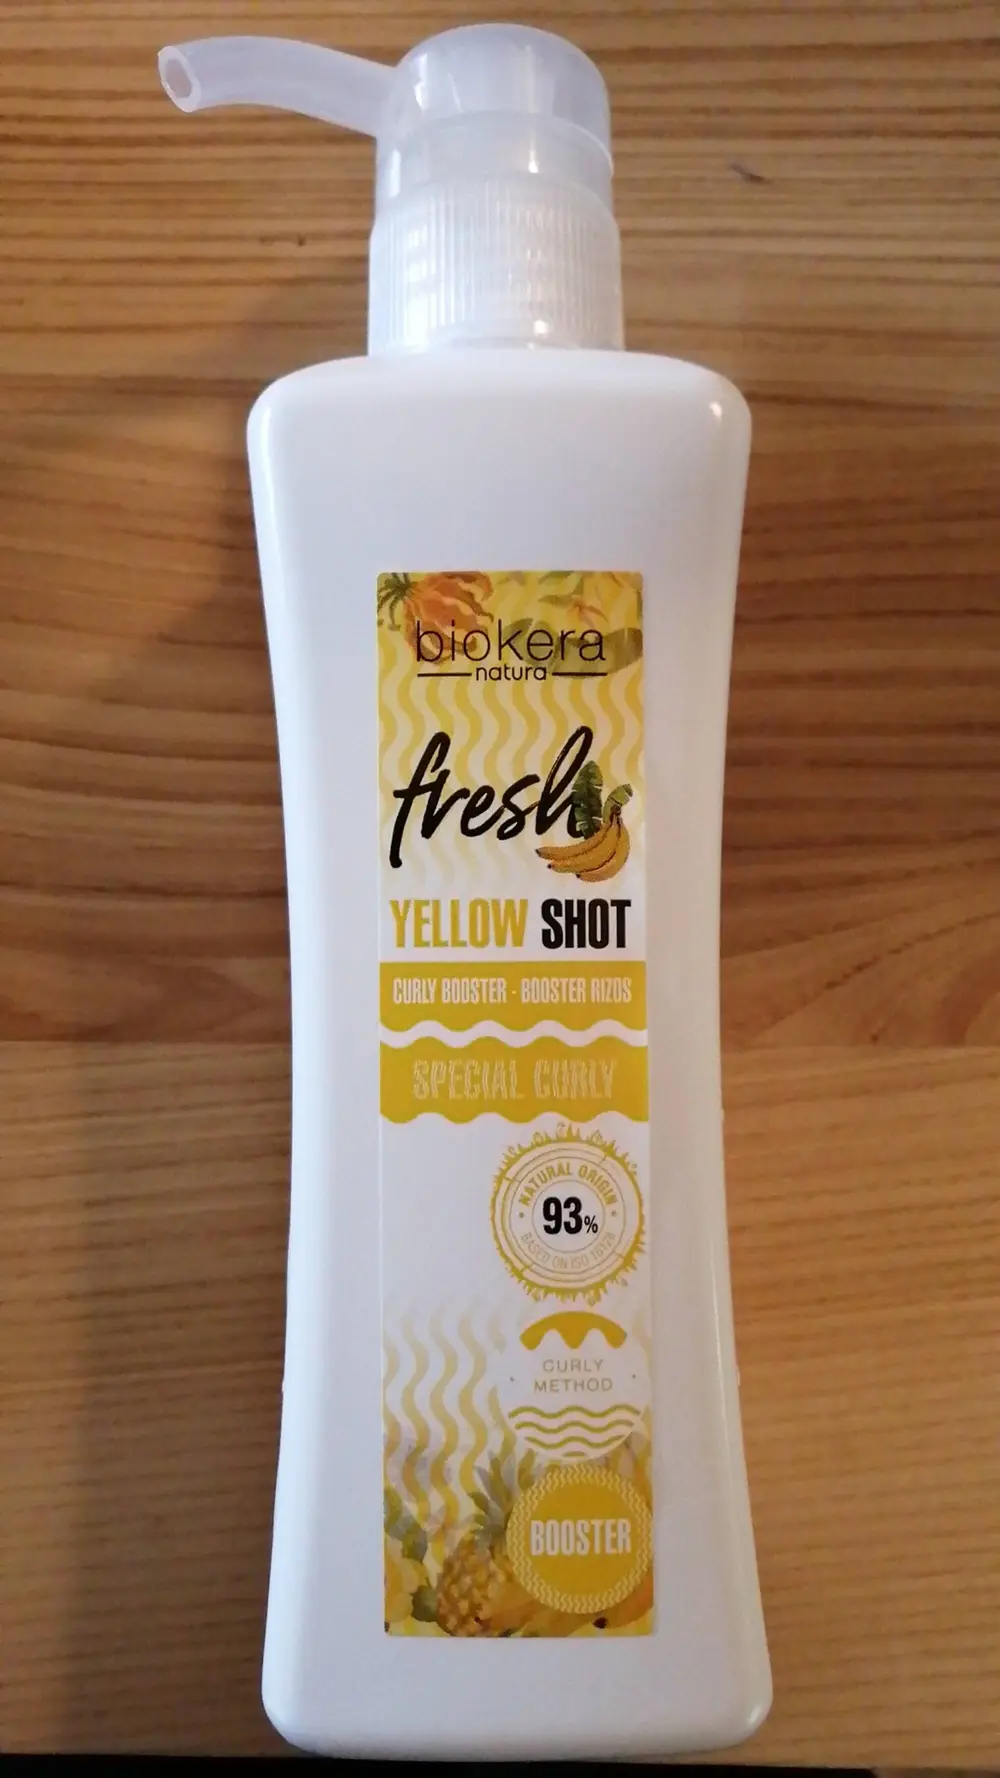 biokera
natura
fresh
YELLOW SHOT
CURLY BOOSTER - BOOSTER RIZOS
SPECIAL CURLY
NATURAL ORIGIN
93%
BASED ON ISO 16128
CURLY
METHOD
BOOSTER